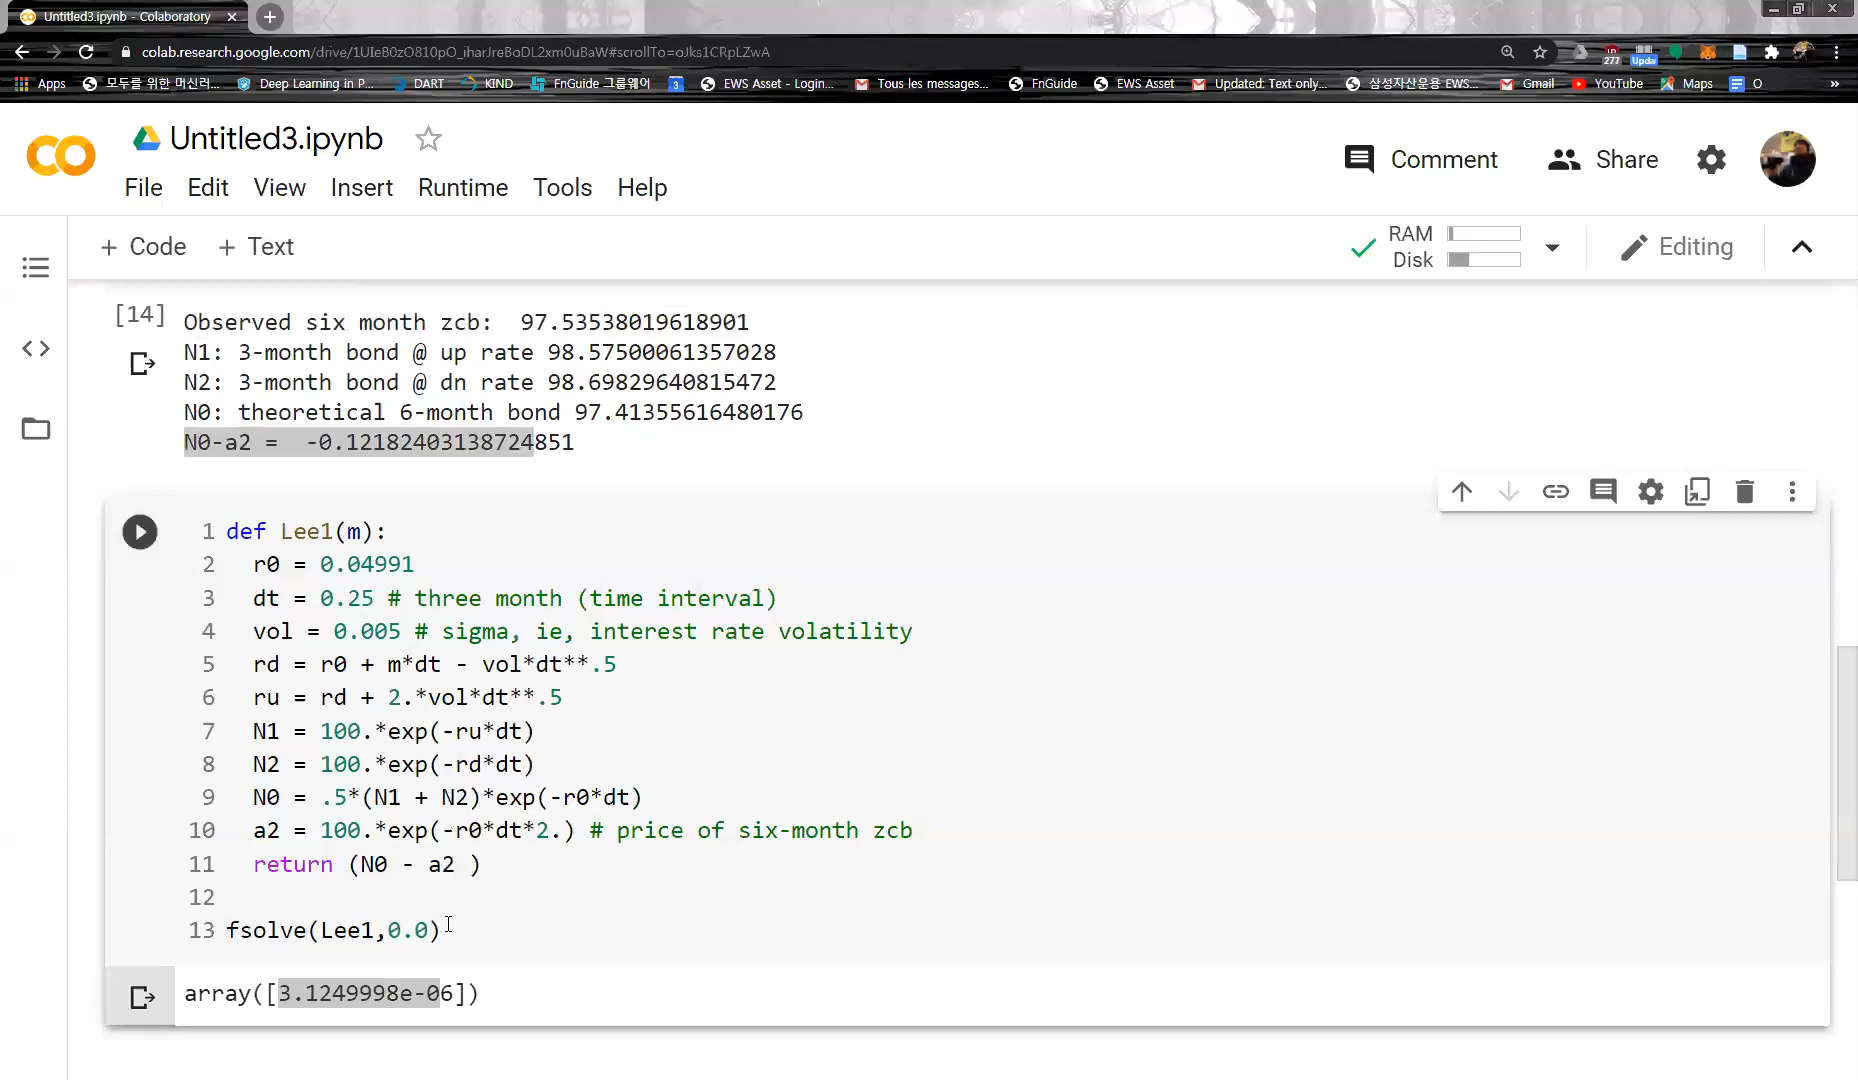 Untitled3.ipynb - Colaboratory
colab.research.google.com/drive/1UIeB0zO810pO_iharJreBoDL2xm0uBaW#scrollTo=oJks1CRpLZwA
277
Upda
Apps 모두를 위한 머신러... Deep Learning in P... DART KIND FnGuide 그룹웨어 3 EWS Asset - Login... Tous les messages... FnGuide EWS Asset Updated: Text only... 삼성자산운용 EWS... Gmail YouTube Maps O »
CO Untitled3.ipynb
Comment Share
File Edit View Insert Runtime Tools Help
+ Code + Text
RAM
Disk
Editing
[14]
Observed six month zcb:  97.53538019618901
N1: 3-month bond @ up rate 98.57500061357028
N2: 3-month bond @ dn rate 98.69829640815472
N0: theoretical 6-month bond 97.41355616480176
N0-a2 =  -0.12182403138724851
1 def Lee1(m):
2 r0 = 0.04991
3 dt = 0.25 # three month (time interval)
4 vol = 0.005 # sigma, ie, interest rate volatility
5 rd = r0 + m*dt - vol*dt**.5
6 ru = rd + 2.*vol*dt**.5
7 N1 = 100.*exp(-ru*dt)
8 N2 = 100.*exp(-rd*dt)
9 N0 = .5*(N1 + N2)*exp(-r0*dt)
10 a2 = 100.*exp(-r0*dt*2.) # price of six-month zcb
11 return (N0 - a2 )
12
13 fsolve(Lee1,0.0)
array([3.1249998e-06])